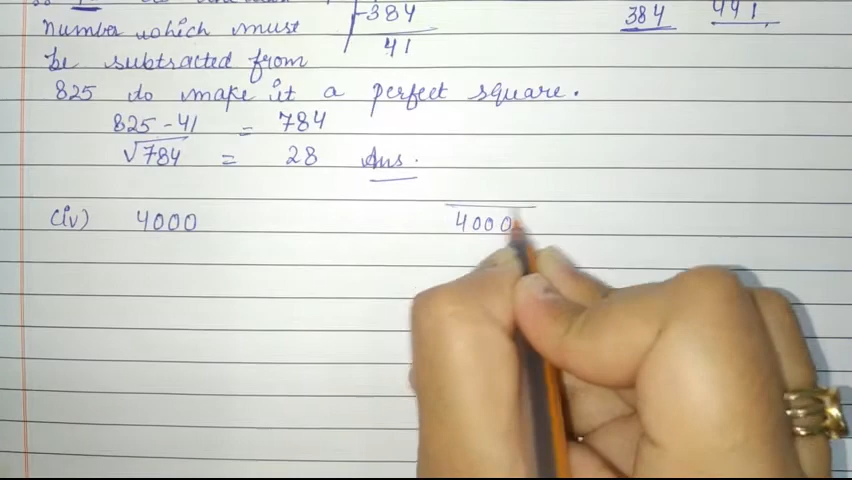 -384
384 441
number which must
41
be subtracted from
825 to make it a perfect square.
825 - 41 = 784
√784 = 28 Ans.
(iv) 4000 4000